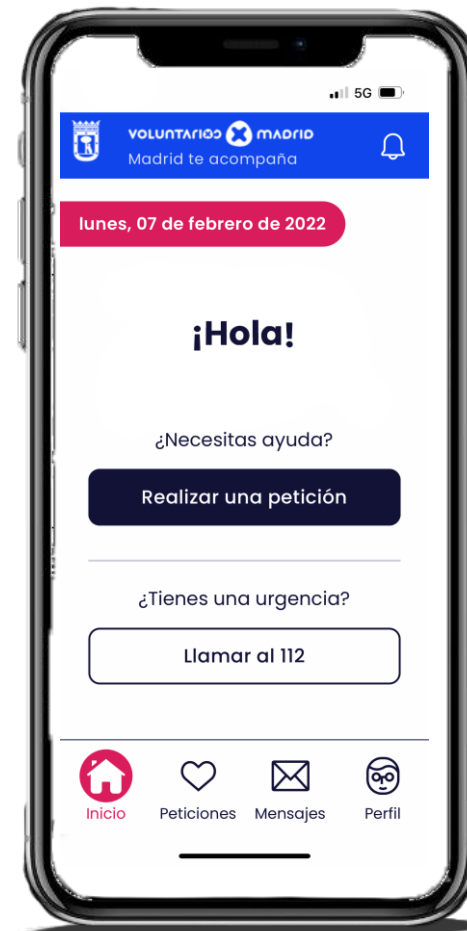 5G
VOLUNTARIOS MADRID
Madrid te acompaña
lunes, 07 de febrero de 2022
¡Hola!
¿Necesitas ayuda?
Realizar una petición
¿Tienes una urgencia?
Llamar al 112
Inicio Peticiones Mensajes Perfil